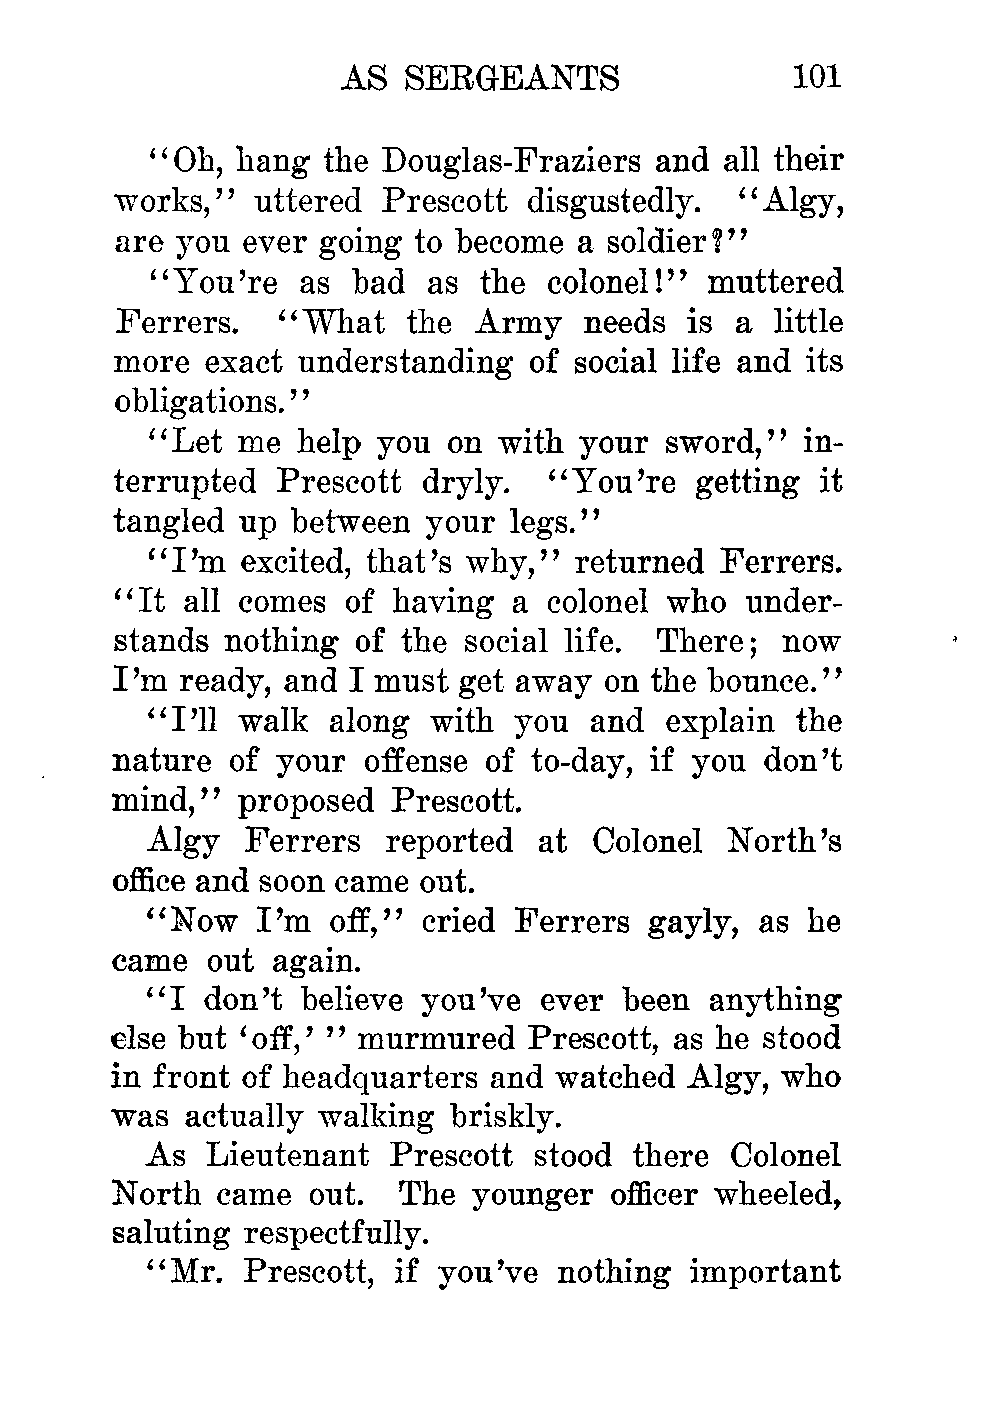 AS SERGEANTS 101
“Oh, hang the Douglas-Fraziers and all their
works,” uttered Prescott disgustedly. “Algy,
are you ever going to become a soldier?”
“You’re as bad as the colonel!” muttered
Ferrers. “What the Army needs is a little
more exact understanding of social life and its
obligations.”
“Let me help you on with your sword,” in-
terrupted Prescott dryly. “You’re getting it
tangled up between your legs.”
“I’m excited, that’s why,” returned Ferrers.
“It all comes of having a colonel who under-
stands nothing of the social life. There; now
I’m ready, and I must get away on the bounce.”
“I’ll walk along with you and explain the
nature of your offense of to-day, if you don’t
mind,” proposed Prescott.
Algy Ferrers reported at Colonel North’s
office and soon came out.
“Now I’m off,” cried Ferrers gayly, as he
came out again.
“I don’t believe you’ve ever been anything
else but ‘off,’ ” murmured Prescott, as he stood
in front of headquarters and watched Algy, who
was actually walking briskly.
As Lieutenant Prescott stood there Colonel
North came out. The younger officer wheeled,
saluting respectfully.
“Mr. Prescott, if you’ve nothing important